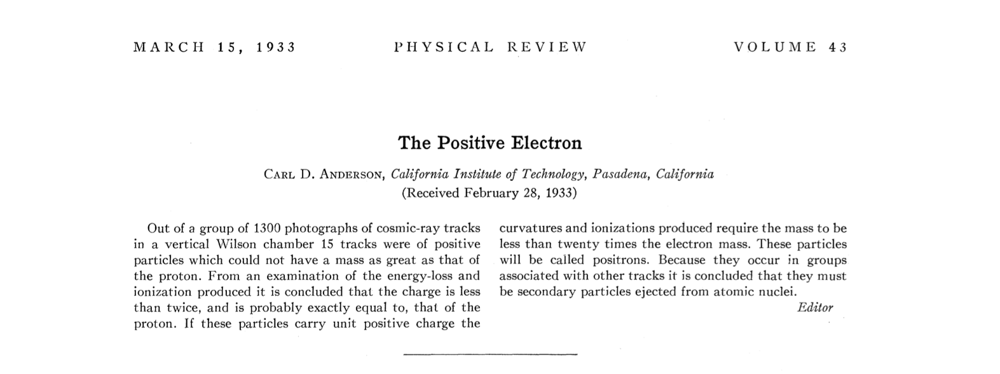 MARCH 15, 1933 PHYSICAL REVIEW VOLUME 43
The Positive Electron
CARL D. ANDERSON, California Institute of Technology, Pasadena, California
(Received February 28, 1933)
Out of a group of 1300 photographs of cosmic-ray tracks
in a vertical Wilson chamber 15 tracks were of positive
particles which could not have a mass as great as that of
the proton. From an examination of the energy-loss and
ionization produced it is concluded that the charge is less
than twice, and is probably exactly equal to, that of the
proton. If these particles carry unit positive charge the
curvatures and ionizations produced require the mass to be
less than twenty times the electron mass. These particles
will be called positrons. Because they occur in groups
associated with other tracks it is concluded that they must
be secondary particles ejected from atomic nuclei.
Editor